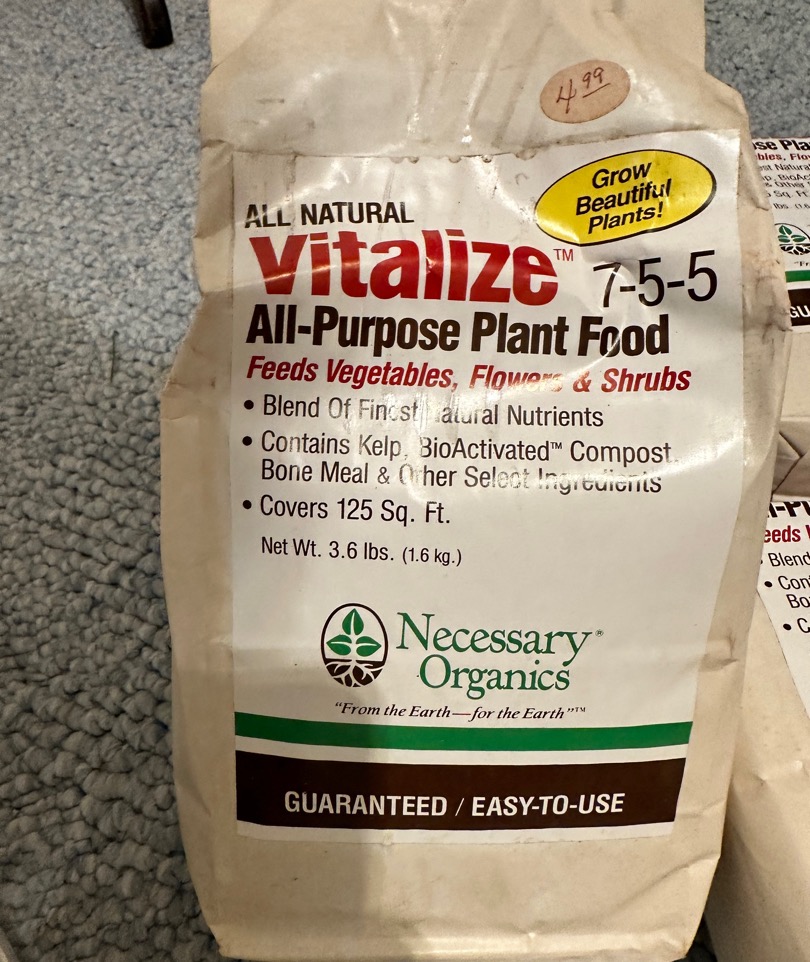 4.99
Grow
Beautiful
Plants!
ALL NATURAL
Vitalize™ 7-5-5
All-Purpose Plant Food
Feeds Vegetables, Flowers & Shrubs
• Blend Of Finest Natural Nutrients
• Contains Kelp, BioActivated™ Compost,
Bone Meal & Other Select Ingredients
• Covers 125 Sq. Ft.
Net Wt. 3.6 lbs. (1.6 kg.)
Necessary®
Organics
“From the Earth—for the Earth”™
GUARANTEED / EASY-TO-USE
• Blend